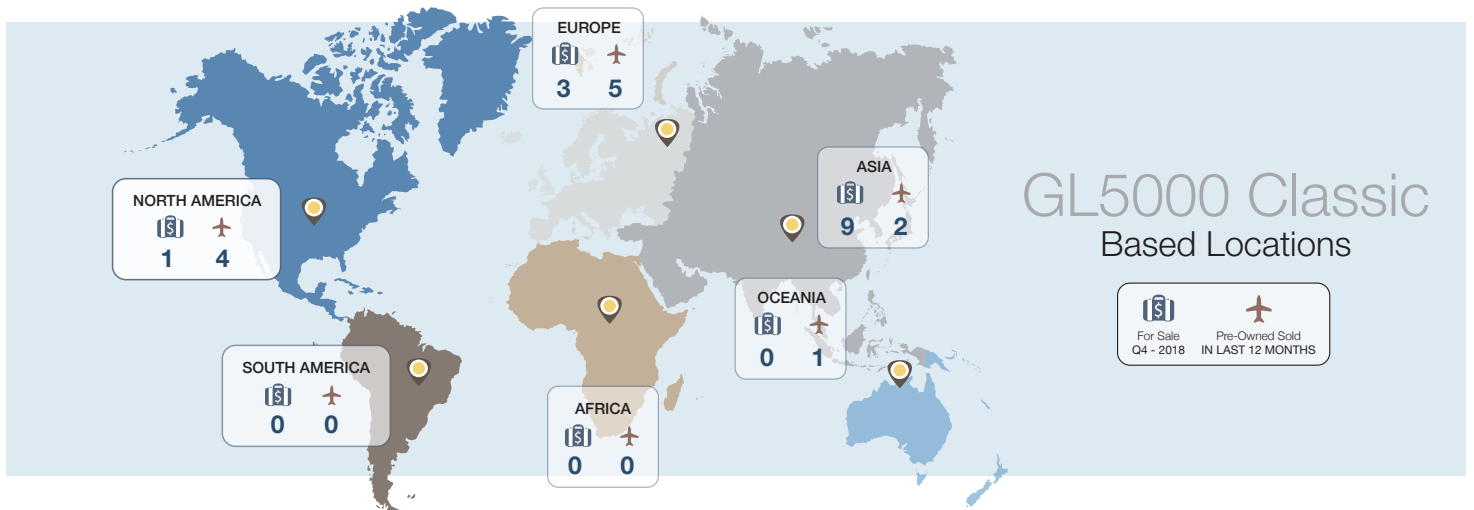 EUROPE
3 5
NORTH AMERICA
1 4
ASIA
9 2
OCEANIA
0 1
SOUTH AMERICA
0 0
AFRICA
0 0
GL5000 Classic
Based Locations
$ For Sale
Q4 - 2018
Pre-Owned Sold
IN LAST 12 MONTHS